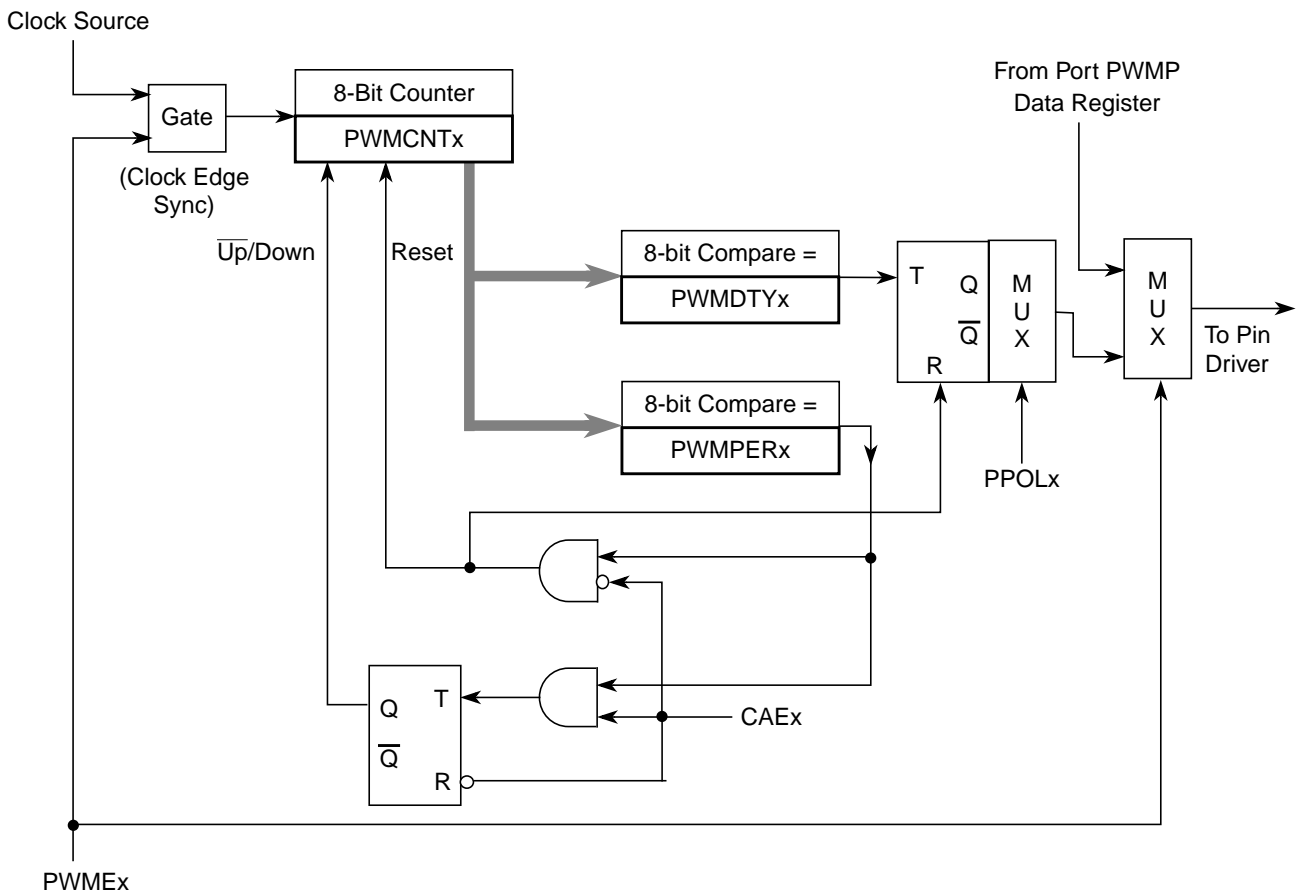 Clock Source
Gate
(Clock Edge
Sync)
8-Bit Counter
PWMCNTx
From Port PWMP
Data Register
U̅p̅/Down
Reset
8-bit Compare =
PWMDTYx
T
Q
Q̅
R
M
U
X
M
U
X
To Pin
Driver
8-bit Compare =
PWMPERx
PPOLx
Q
T
Q̅
R
CAEx
PWMEx